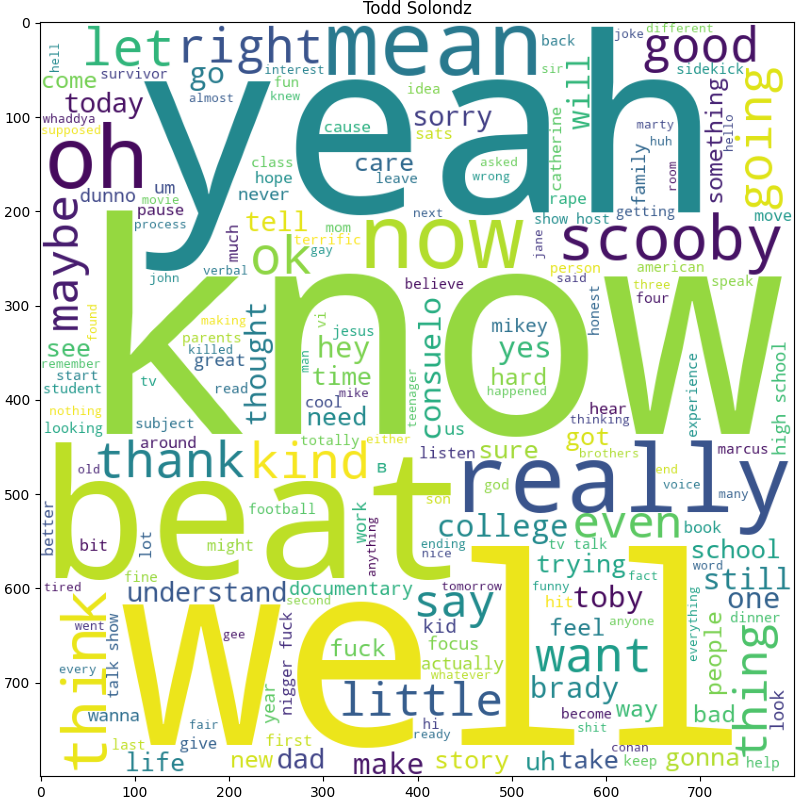 Todd Solondz
hell
let
right
mean
back
joke
different
good
survivor
go
interest
sir
sidekick
come
almost
fun
knew
yeah
idea
will
today
sorry
going
whaddya
supposed
cause
sats
catherine
marty
something
hello
oh
class
care
asked
wrong
huh
family
room
dunno
um
movie
hope
leave
never
rape
pause
process
next
show host
getting
move
maybe
tell
mom
terrific
gay
now
jane
scooby
john
verbal
much
ok
believe
person
said
american
three
four
speak
honest
know
found
making
vi
jesus
consuelo
mikey
see
parents
killed
great
thought
hey
yes
remember
start
student
tv
read
man
time
mike
teenager
hard
happened
experience
high school
nothing
looking
subject
cool
need
us
hear
thinking
around
totally
either
got
brothers
marcus
old
thank
kind
B
listen
sure
really
god
end
voice
many
beat
son
better
bit
lot
football
might
work
anything
college
even
book
ending
nice
tv talk
school
fine
trying
fact
word
still
tired
understand
documentary
second
tomorrow
funny
hit
toby
one
went
think
talk show
gee
nigger fuck
well
say
kid
feel
anyone
everything
dinner
people
thing
every
fuck
focus
actually
whatever
want
brady
little
look
wanna
fair
year
hi
ready
become
shit
way
bad
last
give
first
conan
life
new
dad
make
story
uh
take
keep
gonna
help
0
100
200
300
400
500
600
700
0
100
200
300
400
500
600
700